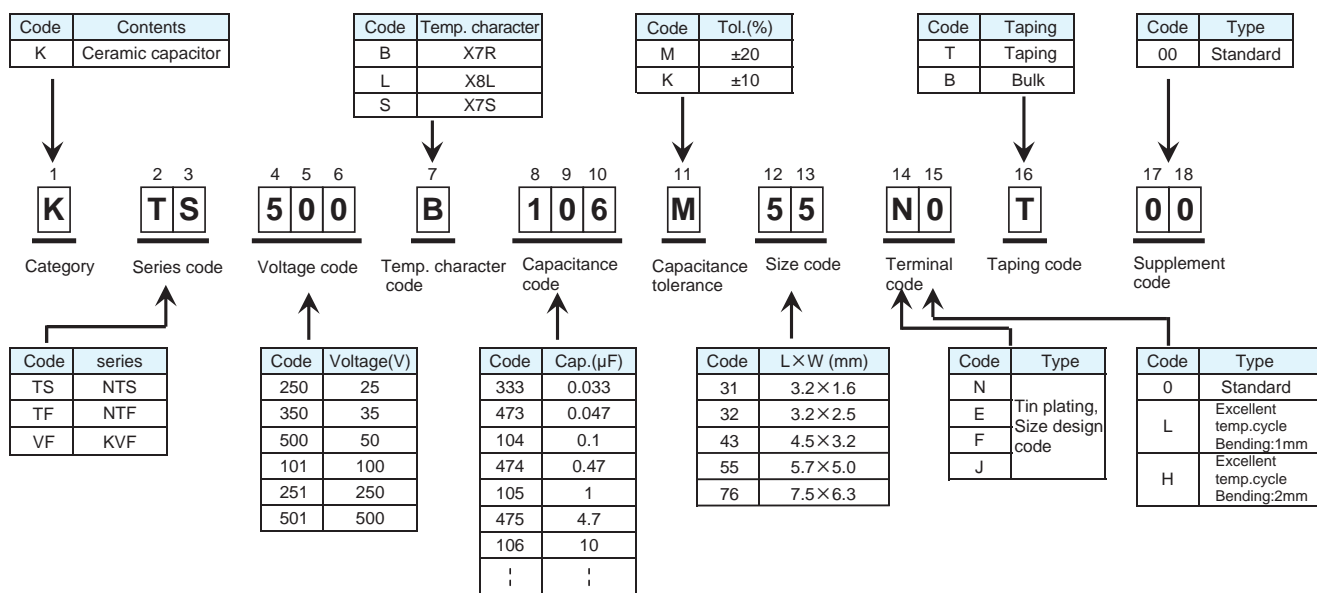 Code Contents
K Ceramic capacitor
Code Temp. character
B X7R
L X8L
S X7S
Code Tol.(%)
M ±20
K ±10
Code Taping
T Taping
B Bulk
Code Type
00 Standard
1 2 3 4 5 6 7 8 9 10 11 12 13 14 15 16 17 18
K T S 5 0 0 B 1 0 6 M 5 5 N 0 T 0 0
Category
Series code
Voltage code
Temp. character
code
Capacitance
code
Capacitance
tolerance
Size code
Terminal
code
Taping code
Supplement
code
Code series
TS NTS
TF NTF
VF KVF
Code Voltage(V)
250 25
350 35
500 50
101 100
251 250
501 500
Code Cap.(μF)
333 0.033
473 0.047
104 0.1
474 0.47
105 1
475 4.7
106 10
Code L×W (mm)
31 3.2×1.6
32 3.2×2.5
43 4.5×3.2
55 5.7×5.0
76 7.5×6.3
Code Type
N
E
F
J
Tin plating,
Size design
code
Code Type
0 Standard
L Excellent
temp.cycle
Bending:1mm
H Excellent
temp.cycle
Bending:2mm